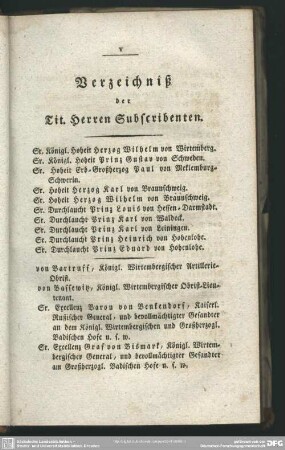 V
Verzeichniß
der
Tit. Herren Subscribenten.
Sr. Königl. Hoheit Herzog Wilhelm von Wirtemberg.
Sr. Königl. Hoheit Prinz Gustav von Schweden.
Sr. Hoheit Erb-Großherzog Paul von Meklenburg-
Schwerin.
Sr. Hoheit Herzog Karl von Braunschweig.
Sr. Hoheit Herzog Wilhelm von Braunschweig.
Sr. Durchlaucht Prinz Louis von Hessen-Darmstadt.
Sr. Durchlaucht Prinz Karl von Waldeck.
Sr. Durchlaucht Prinz Karl von Leiningen.
Sr. Durchlaucht Prinz Heinrich von Hohenlohe.
Sr. Durchlaucht Prinz Eduard von Hohenlohe.
von Bartruff, Königl. Wirtembergischer Artillerie-
Obrist.
von Bassewitz, Königl. Wirtembergischer Obrist-Lieu-
tenant.
Sr. Exellenz Baron von Benkendorf, Kaiserl.
Rußischer General, und bevollmächtigter Gesandter
an dem Königl. Wirtembergischen und Großherzogl.
Badischen Hofe u. s. w.
Sr. Exellenz Graf von Bismark, Königl. Wirtem-
bergischer General, und bevollmächtigter Gesandter
am Großherzogl. Badischen Hofe u. s. w.
DFG